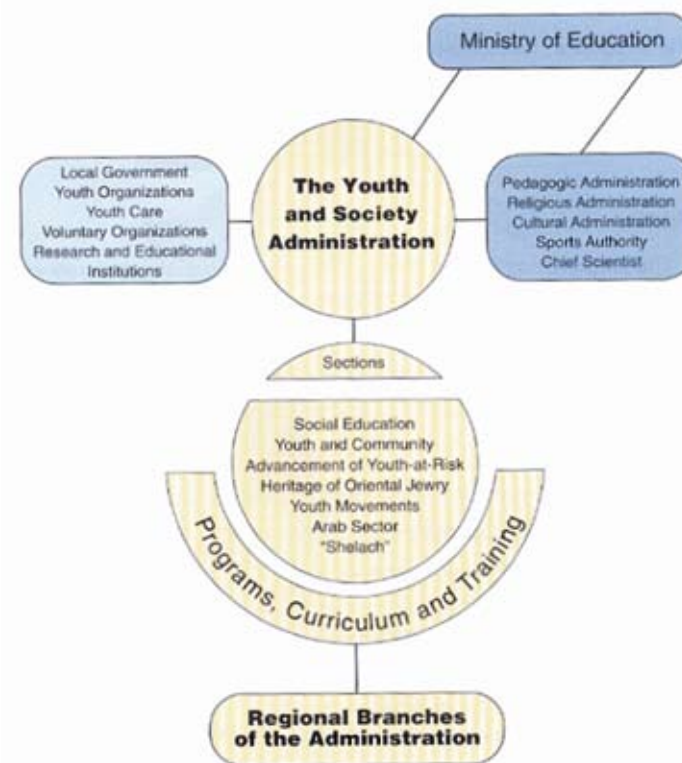 Ministry of Education
Local Government
Youth Organizations
Youth Care
Voluntary Organizations
Research and Educational
Institutions
The Youth
and Society
Administration
Pedagogic Administration
Religious Administration
Cultural Administration
Sports Authority
Chief Scientist
Sections
Social Education
Youth and Community
Advancement of Youth-at-Risk
Heritage of Oriental Jewry
Youth Movements
Arab Sector
"Shelach"
Programs, Curriculum and Training
Regional Branches
of the Administration